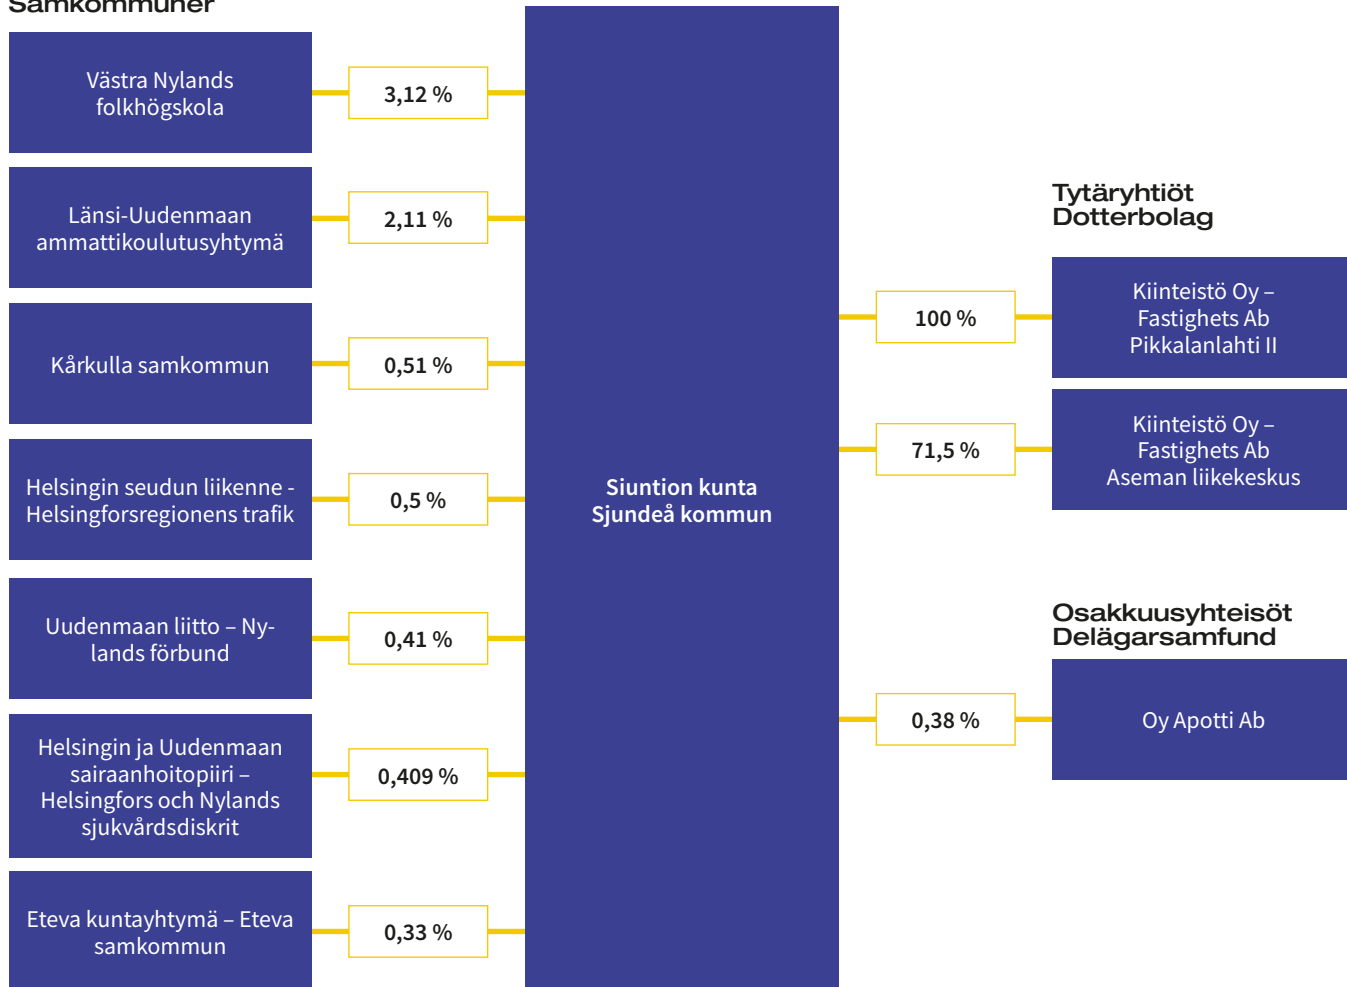 Samkommuner
Västra Nylands
folkhögskola
3,12 %
Länsi-Uudenmaan
ammattikoulutusyhtymä
2,11 %
Kårkulla samkommun
0,51 %
Helsingin seudun liikenne -
Helsingforsregionens trafik
0,5 %
Uudenmaan liitto – Ny-
lands förbund
0,41 %
Helsingin ja Uudenmaan
sairaanhoitopiiri –
Helsingfors och Nylands
sjukvårdsdiskrit
0,409 %
Eteva kuntayhtymä – Eteva
samkommun
0,33 %
Siuntion kunta
Sjundeå kommun
Tytäryhtiöt
Dotterbolag
100 %
Kiinteistö Oy –
Fastighets Ab
Pikkalanlahti II
71,5 %
Kiinteistö Oy –
Fastighets Ab
Aseman liikekeskus
Osakkuusyhteisöt
Delägarsamfund
0,38 %
Oy Apotti Ab